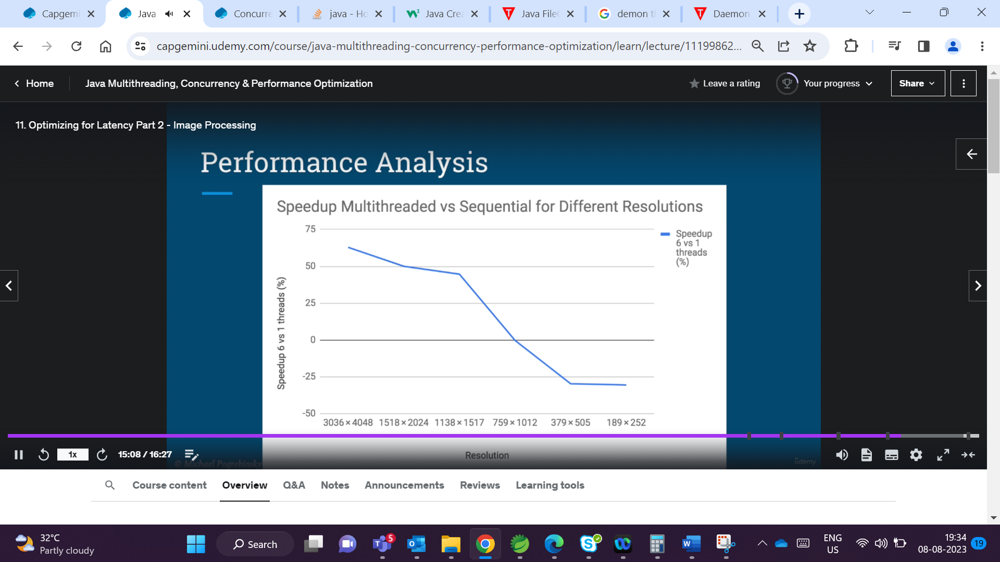 Capgemi
Java
Concurre
java - Ho
Java Crea
Java File
demon t
Daemon
capgemini.udemy.com/course/java-multithreading-concurrency-performance-optimization/learn/lecture/11199862...
Home
Java Multithreading, Concurrency & Performance Optimization
Leave a rating
Your progress
Share
11. Optimizing for Latency Part 2 - Image Processing
Performance Analysis
Speedup Multithreaded vs Sequential for Different Resolutions
75
50
25
0
-25
-50
Speedup 6 vs 1 threads (%)
Speedup
6 vs 1
threads
(%)
3036 × 4048 1518 × 2024 1138 × 1517 759 × 1012 379 × 505 189 × 252
Resolution
1x
15:08 / 16:27
© Michael Pogrebinsky
ûdemy
Course content
Overview
Q&A
Notes
Announcements
Reviews
Learning tools
32°C
Partly cloudy
Search
5
ENG
US
19:34
08-08-2023
19